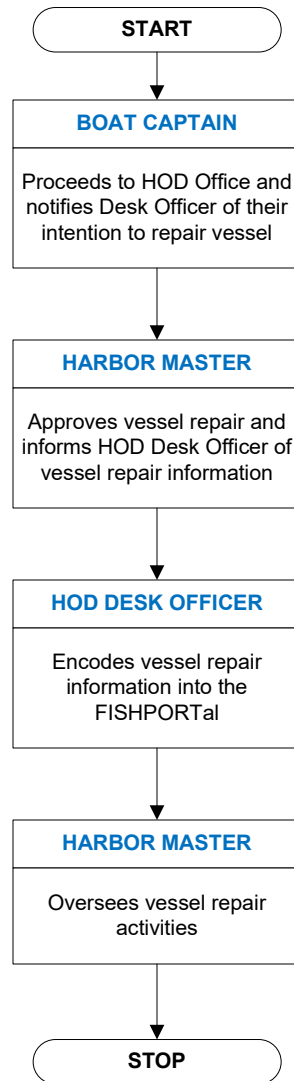 START
BOAT CAPTAIN
Proceeds to HOD Office and
notifies Desk Officer of their
intention to repair vessel
HARBOR MASTER
Approves vessel repair and
informs HOD Desk Officer of
vessel repair information
HOD DESK OFFICER
Encodes vessel repair
information into the
FISHPORTal
HARBOR MASTER
Oversees vessel repair
activities
STOP